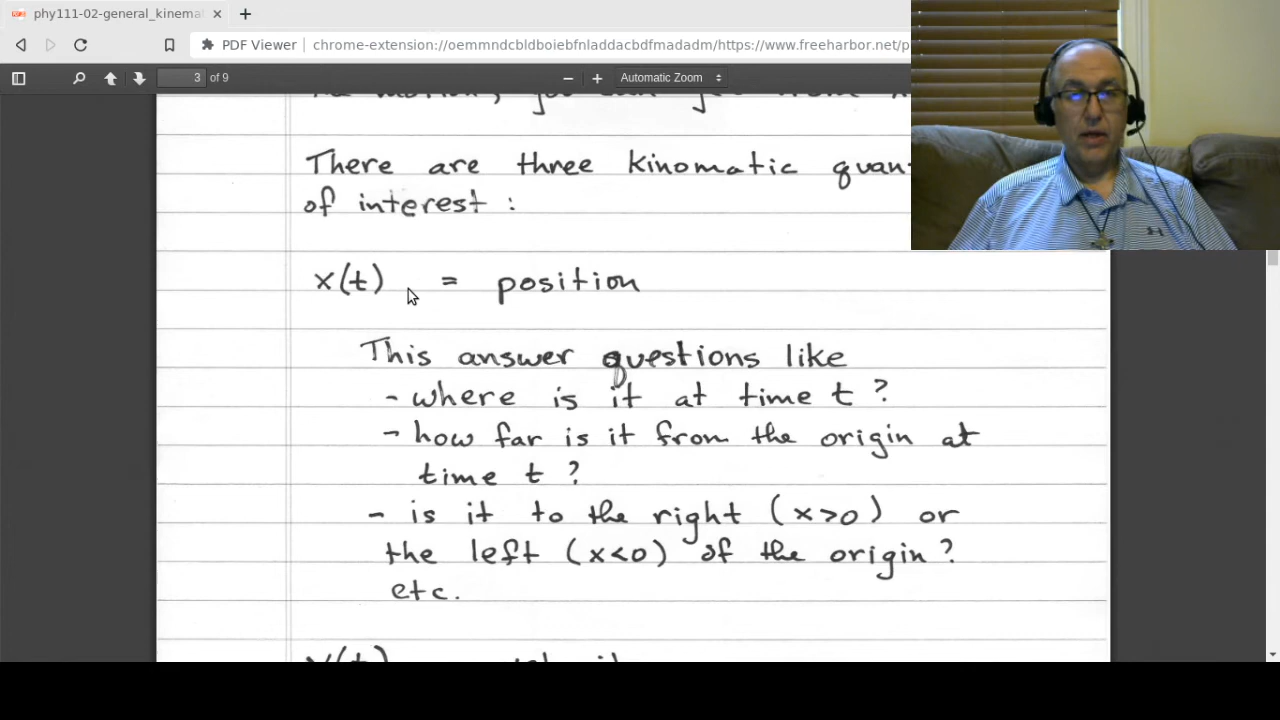 phy111-02-general_kinema
PDF Viewer chrome-extension://oemmndcbldboiebfnladdacbdfmadadm/https://www.freeharbor.net/p
3 of 9 Automatic Zoom
There are three kinomatic quan
of interest :
x(t) = position
This answer questions like
- where is it at time t ?
- how far is it from the origin at
time t ?
- is it to the right (x>0) or
the left (x<0) of the origin ?
etc.